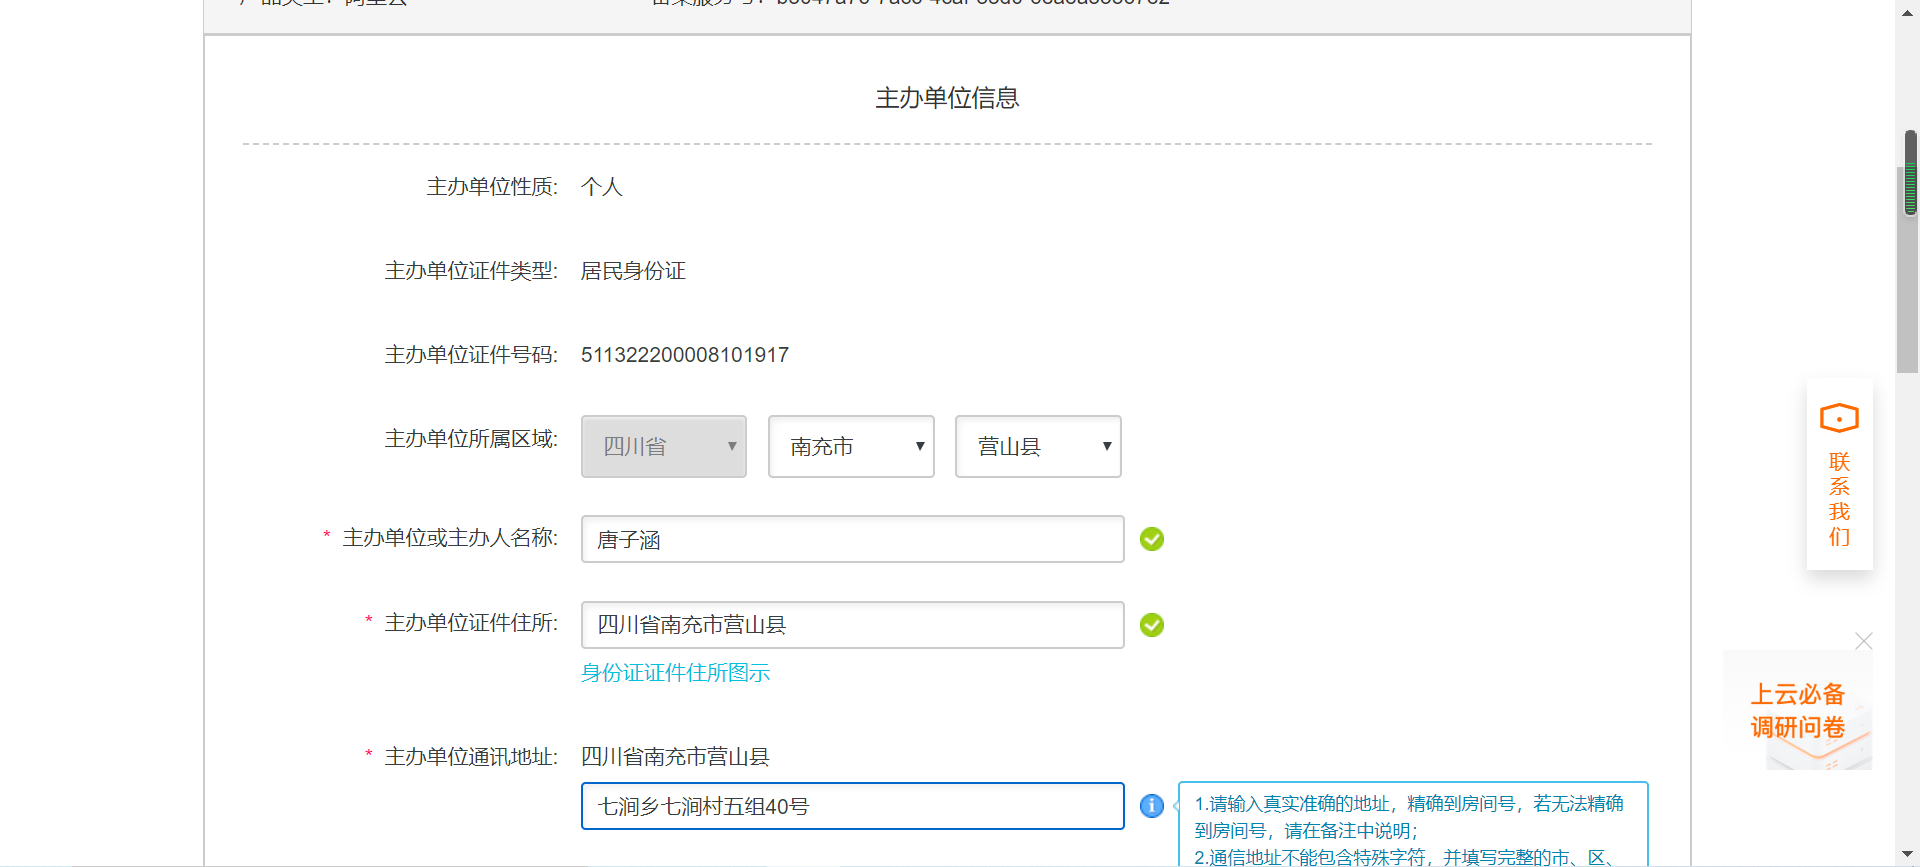 主办单位信息
主办单位性质: 个人
主办单位证件类型: 居民身份证
主办单位证件号码: 511322200008101917
主办单位所属区域: 四川省 南充市 营山县
* 主办单位或主办人名称: 唐子涵
* 主办单位证件住所: 四川省南充市营山县
身份证证件住所图示
* 主办单位通讯地址: 四川省南充市营山县
七涧乡七涧村五组40号
1.请输入真实准确的地址，精确到房间号，若无法精确
到房间号，请在备注中说明；
2.通信地址不能包含特殊字符，并填写完整的市、区、
联系我们
上云必备
调研问卷